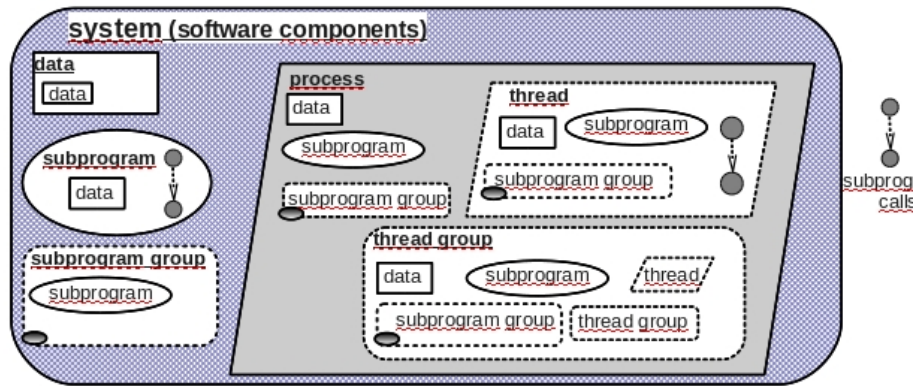 system (software components)
data
data
subprogram
data
subprogram group
subprogram
process
data
subprogram
subprogram group
thread
data
subprogram
subprogram group
thread group
data
subprogram
thread
subprogram group
thread group
subprog
calls